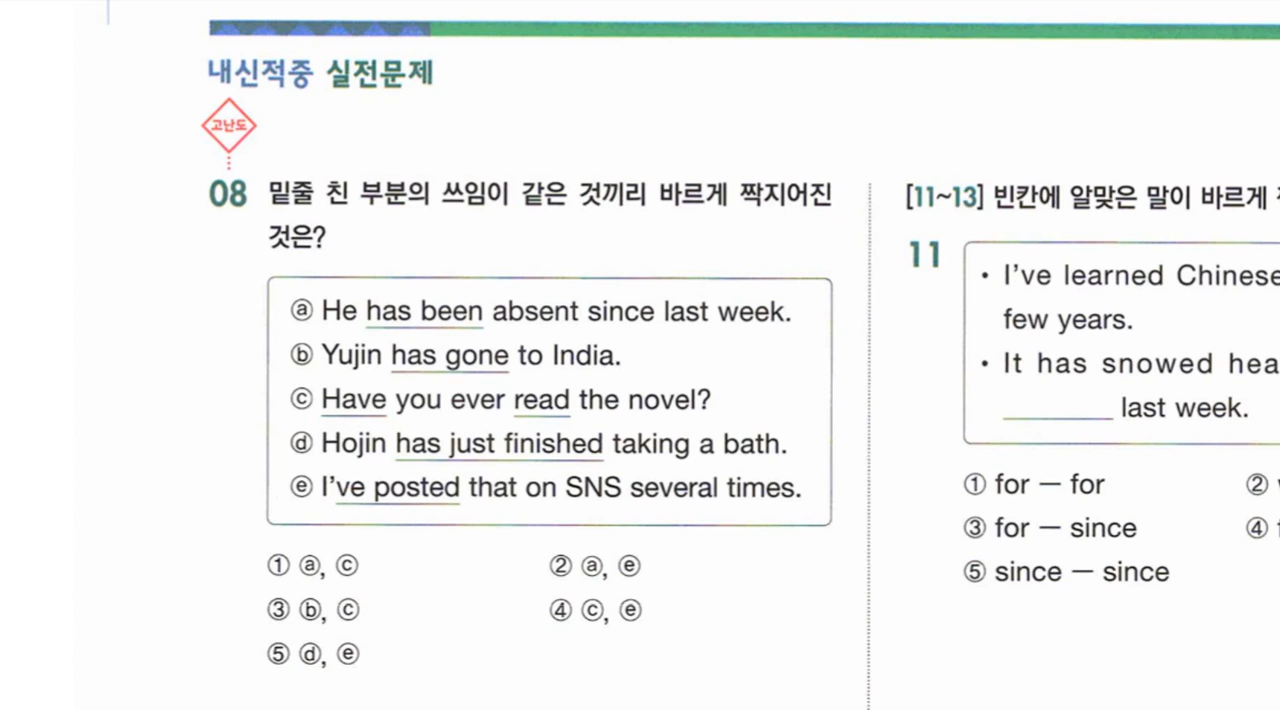 내신적중 실전문제
고난도
08 밑줄 친 부분의 쓰임이 같은 것끼리 바르게 짝지어진
것은?
ⓐ He has been absent since last week.
ⓑ Yujin has gone to India.
ⓒ Have you ever read the novel?
ⓓ Hojin has just finished taking a bath.
ⓔ I've posted that on SNS several times.
① ⓐ, ⓒ
② ⓐ, ⓔ
③ ⓑ, ⓒ
④ ⓒ, ⓔ
⑤ ⓓ, ⓔ
[11~13] 빈칸에 알맞은 말이 바르게
11
• I've learned Chinese
few years.
• It has snowed hea
________ last week.
① for — for
②
③ for — since
④
⑤ since — since